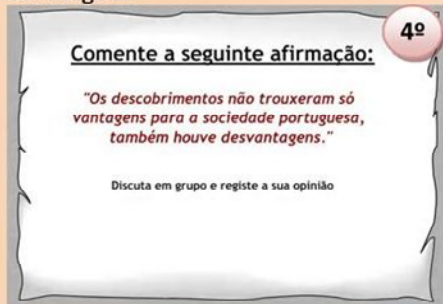 4º
Comente a seguinte afirmação:
"Os descobrimentos não trouxeram só
vantagens para a sociedade portuguesa,
também houve desvantagens."
Discuta em grupo e registe a sua opinião